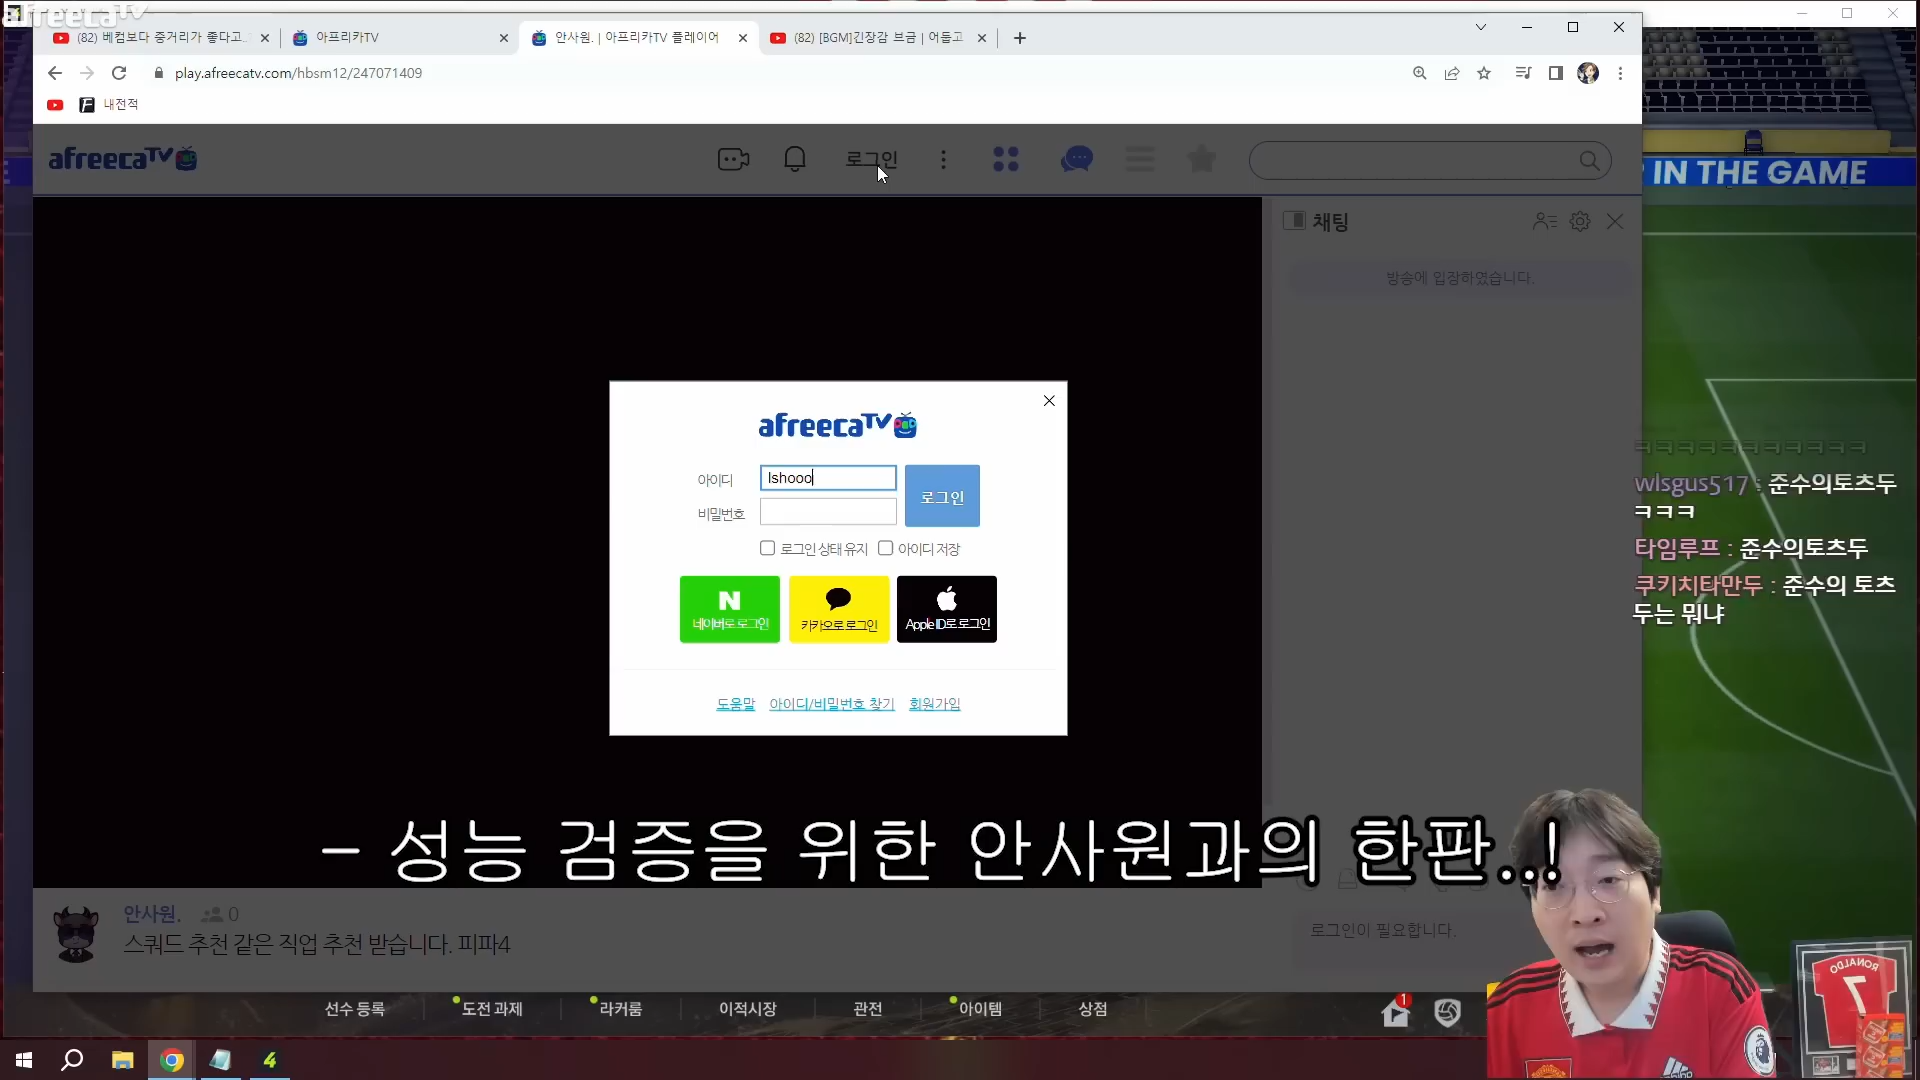 afreecaTV
(82) 베컴보다 중거리가 좋다고..
아프리카TV
안사원. | 아프리카TV 플레이어
(82) [BGM]긴장감 브금 | 어둡고
play.afreecatv.com/hbsm12/247071409
내전적
afreecaTV
로그인
IN THE GAME
채팅
방송에 입장하였습니다.
afreecaTV
아이디
lshooo
로그인
비밀번호
로그인 상태 유지
아이디 저장
N
네이버로 로그인
카카오로 로그인
Apple ID로 로그인
도움말
아이디/비밀번호 찾기
회원가입
ㅋㅋㅋㅋㅋㅋㅋㅋㅋㅋㅋ
wlsgus517 : 준수의토츠두
ㅋㅋㅋ
타임루프 : 준수의토츠두
쿠키치타만두 : 준수의 토츠
두는 뭐냐
- 성능 검증을 위한 안사원과의 한판..!
안사원.
0
스쿼드 추천 같은 직업 추천 받습니다. 피파4
로그인이 필요합니다.
선수 등록
도전 과제
라커룸
이적시장
관전
아이템
상점
1
RONALDO
7
4